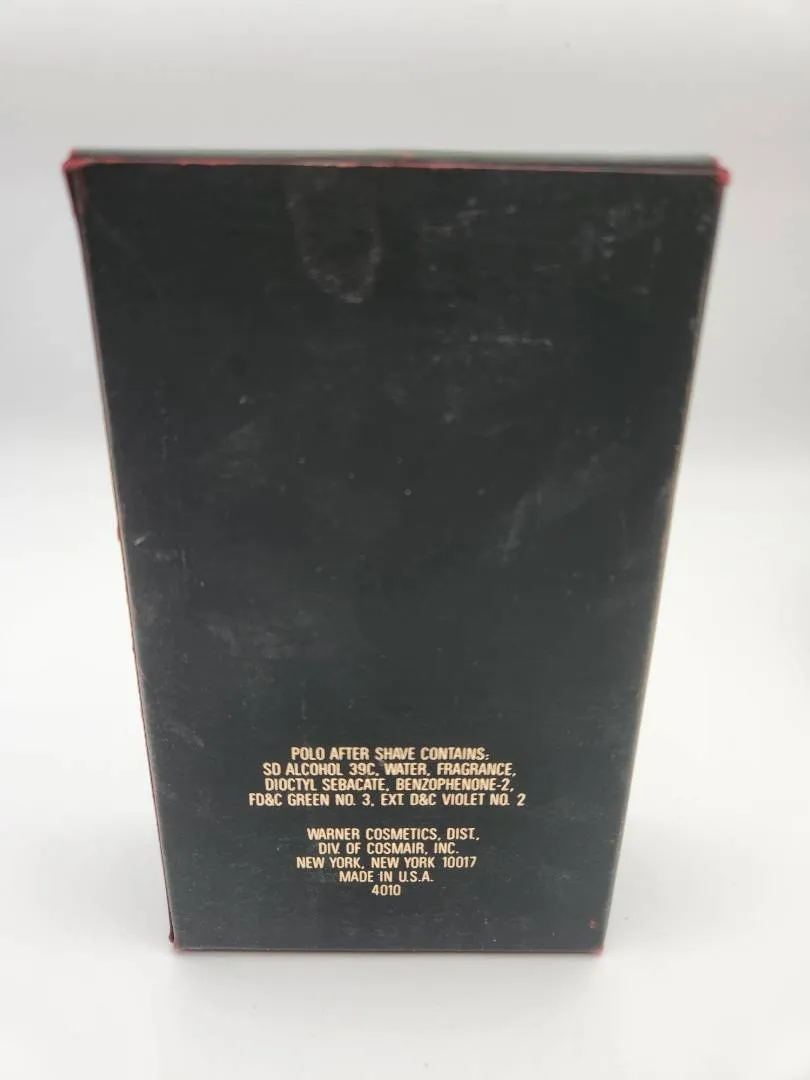 POLO AFTER SHAVE CONTAINS:
SD ALCOHOL 39C, WATER, FRAGRANCE,
DIOCTYL SEBACATE, BENZOPHENONE-2,
FD&C GREEN NO. 3, EXT. D&C VIOLET NO. 2
WARNER COSMETICS, DIST.,
DIV. OF COSMAIR, INC.
NEW YORK, NEW YORK 10017
MADE IN U.S.A.
4010